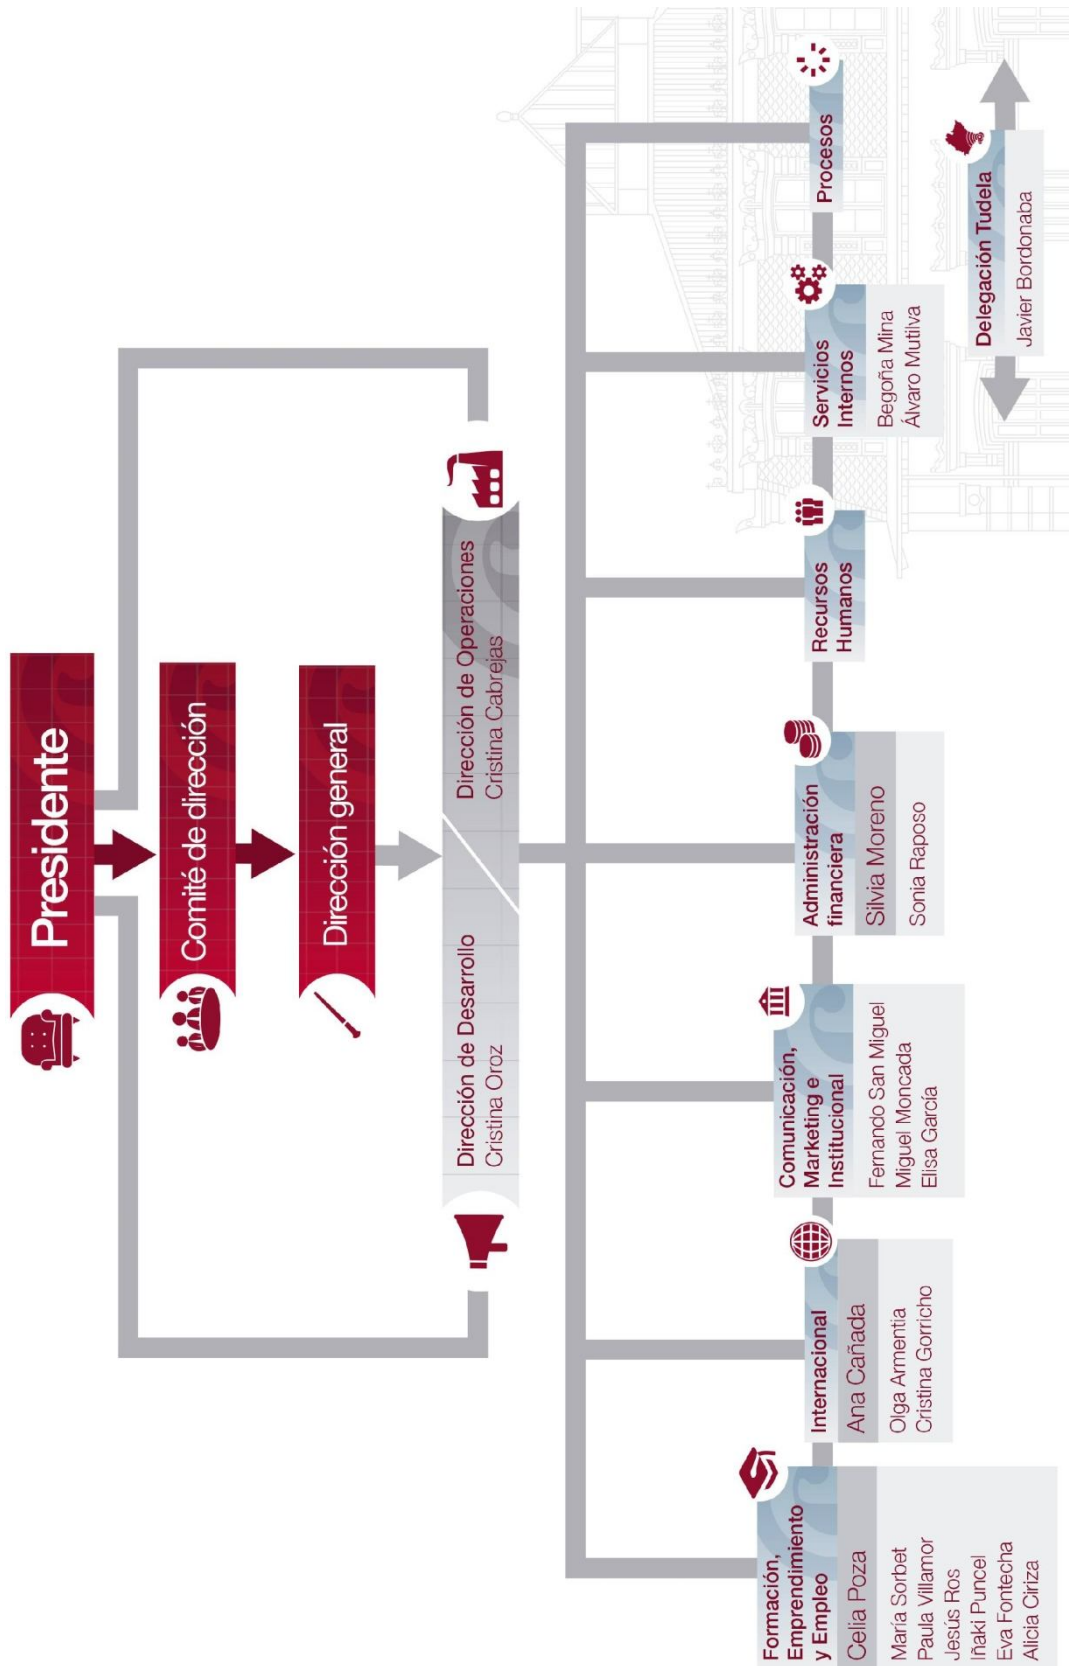 Presidente
Comité de dirección
Dirección general
Dirección de Desarrollo
Cristina Oroz
Dirección de Operaciones
Cristina Cabrejas
Formación,
Emprendimiento
y Empleo
Celia Poza
María Sorbet
Paula Villamor
Jesús Ros
Iñaki Puncel
Eva Fontecha
Alicia Ciriza
Internacional
Ana Cañada
Olga Armentia
Cristina Gorricho
Comunicación,
Marketing e
Institucional
Fernando San Miguel
Miguel Moncada
Elisa García
Administración
financiera
Silvia Moreno
Sonia Raposo
Recursos
Humanos
Servicios
Internos
Begoña Mina
Álvaro Mutilva
Procesos
Delegación Tudela
Javier Bordonaba